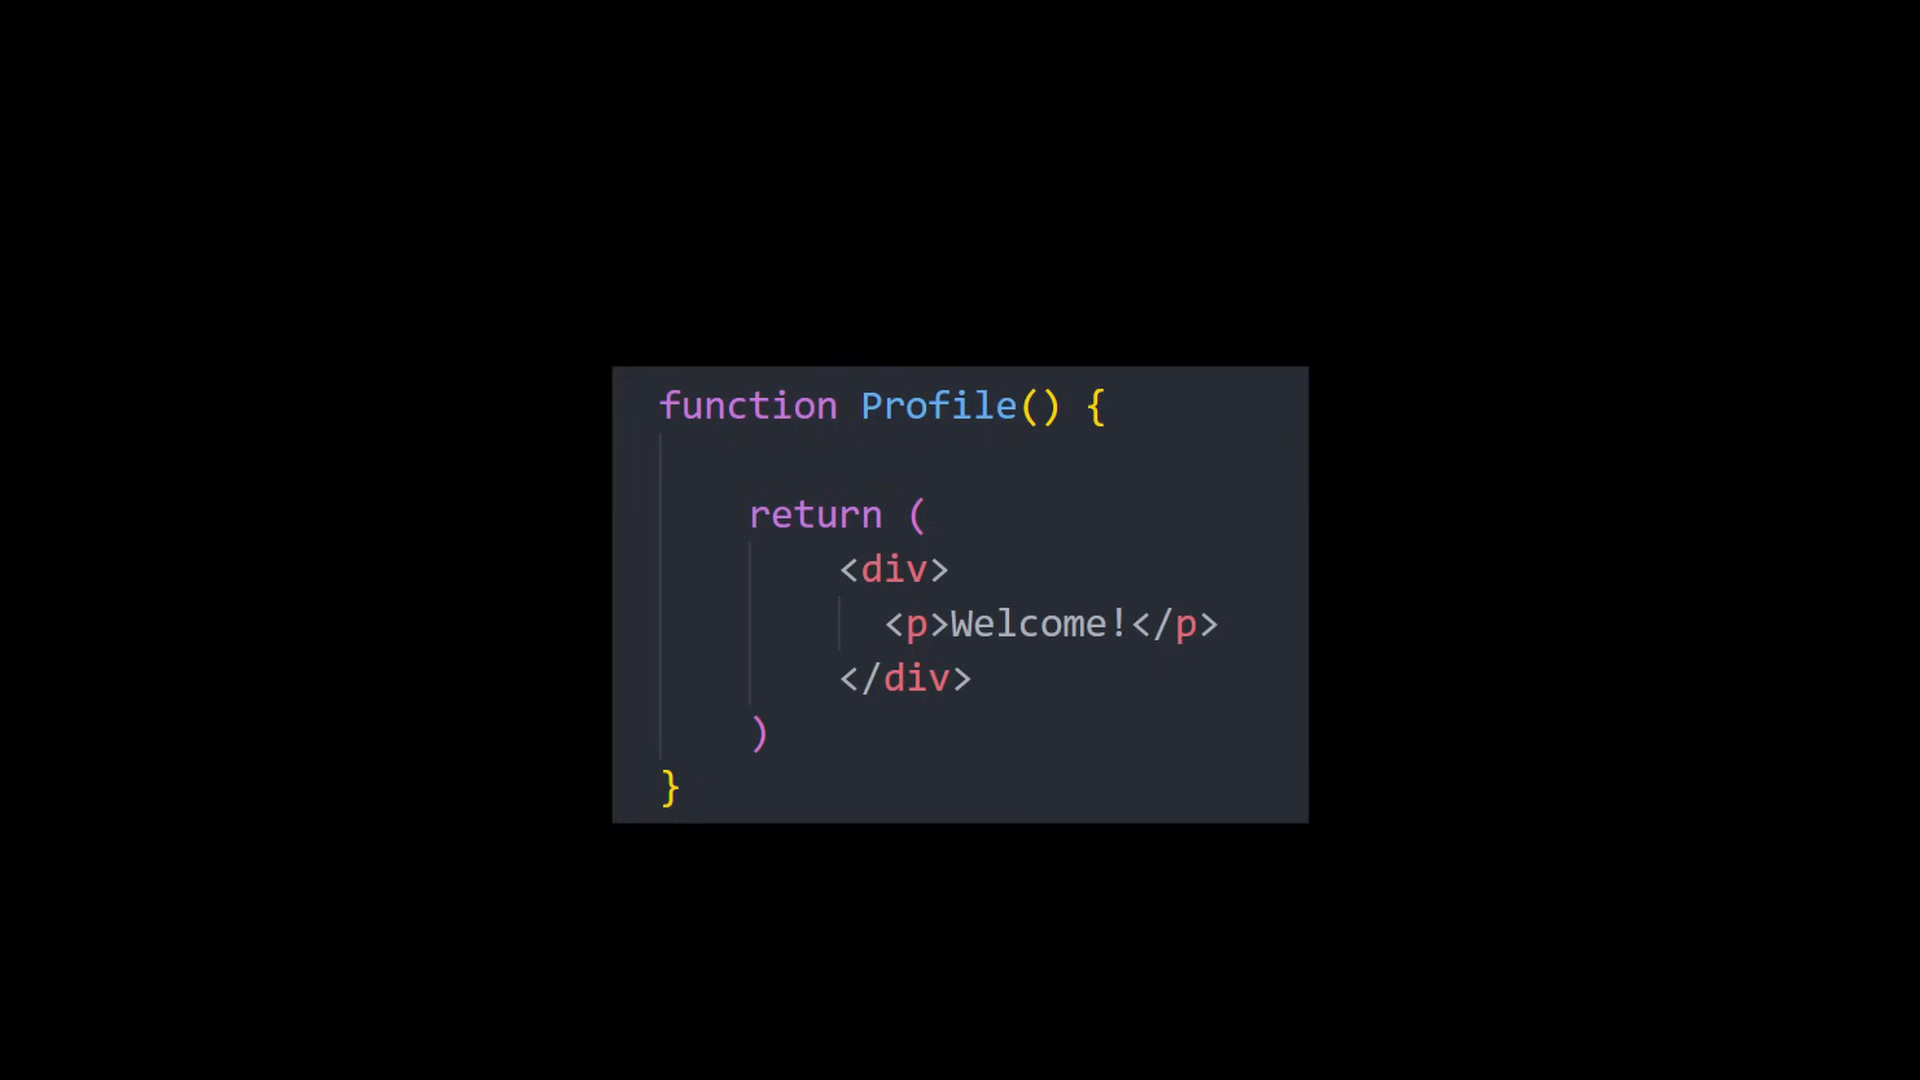 function Profile() {
return (
<div>
<p>Welcome!</p>
</div>
)
}